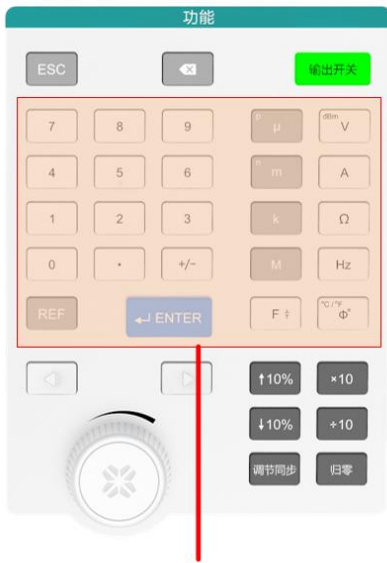 功能
ESC
输出开关
7 8 9 p μ dBm V
4 5 6 n m A
1 2 3 k Ω
0 . +/- M Hz
REF ENTER F ‡ °C/°F Φ°
↑10% ×10
↓10% ÷10
调节同步 归零